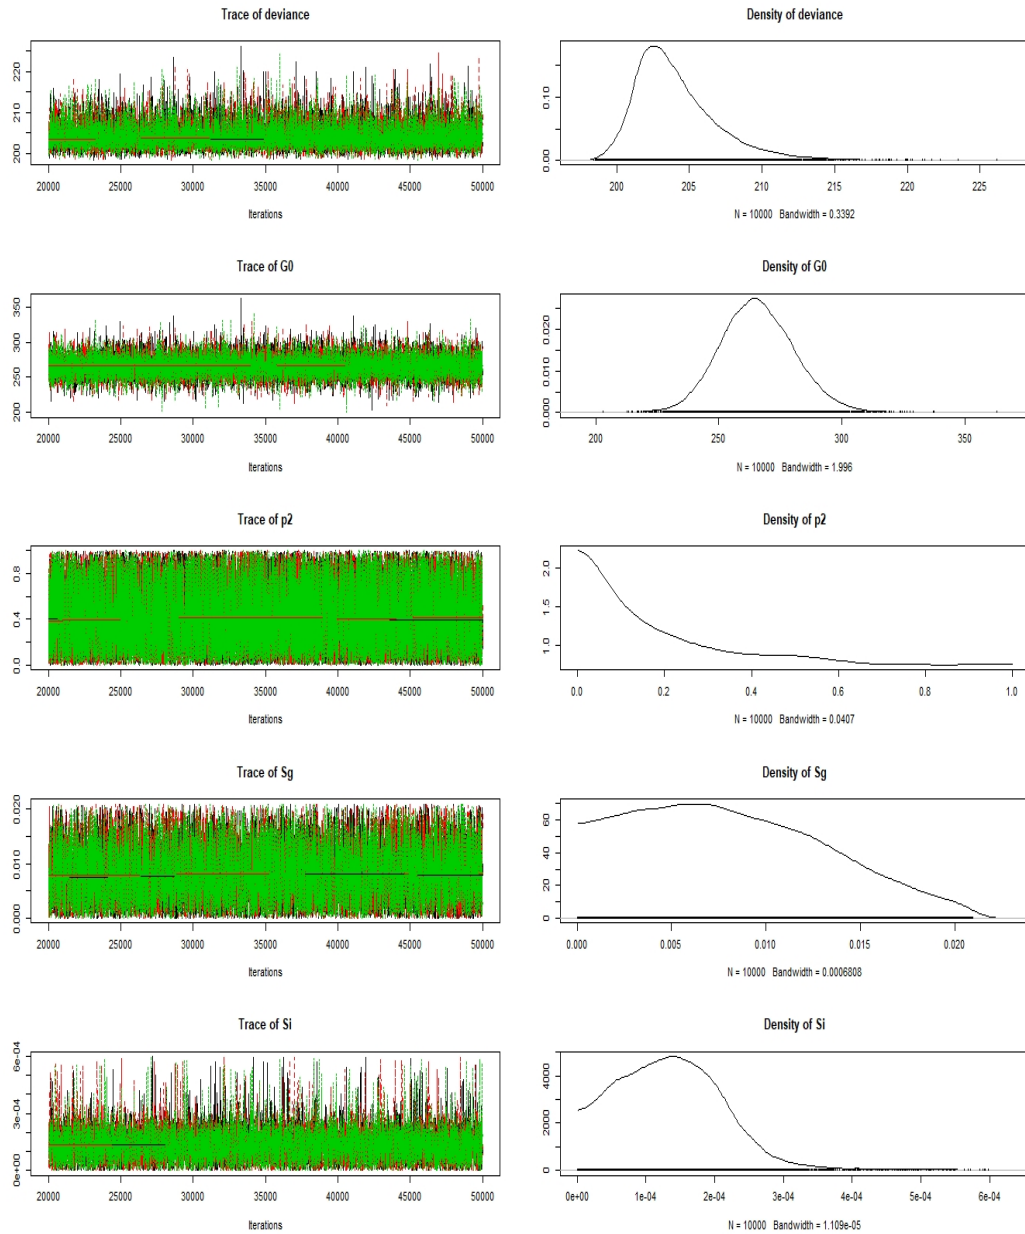 Trace of deviance
200 210 220
20000 25000 30000 35000 40000 45000 50000
Iterations
Density of deviance
0.00 0.10
200 205 210 215 220 225
N = 10000 Bandwidth = 0.3392
Trace of G0
200 250 300 350
20000 25000 30000 35000 40000 45000 50000
Iterations
Density of G0
0.000 0.010 0.020
200 250 300 350
N = 10000 Bandwidth = 1.996
Trace of p2
0.0 0.4 0.8
20000 25000 30000 35000 40000 45000 50000
Iterations
Density of p2
1.0 1.5 2.0
0.0 0.2 0.4 0.6 0.8 1.0
N = 10000 Bandwidth = 0.0407
Trace of Sg
0.000 0.010 0.020
20000 25000 30000 35000 40000 45000 50000
Iterations
Density of Sg
0 20 40 60
0.000 0.005 0.010 0.015 0.020
N = 10000 Bandwidth = 0.0006808
Trace of Si
0e+00 3e-04 6e-04
20000 25000 30000 35000 40000 45000 50000
Iterations
Density of Si
0 2000 4000
0e+00 1e-04 2e-04 3e-04 4e-04 5e-04 6e-04
N = 10000 Bandwidth = 1.109e-05